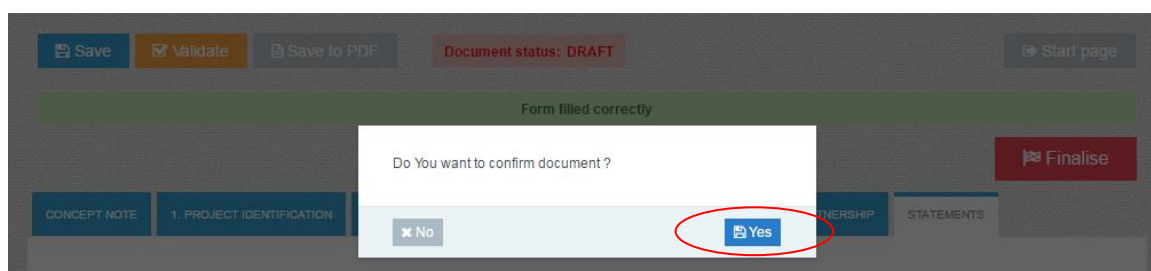 Save Validate Save to PDF Document status: DRAFT Start page
Form filled correctly
Do You want to confirm document ?
Finalise
CONCEPT NOTE 1. PROJECT IDENTIFICATION STATEMENTS
No Yes